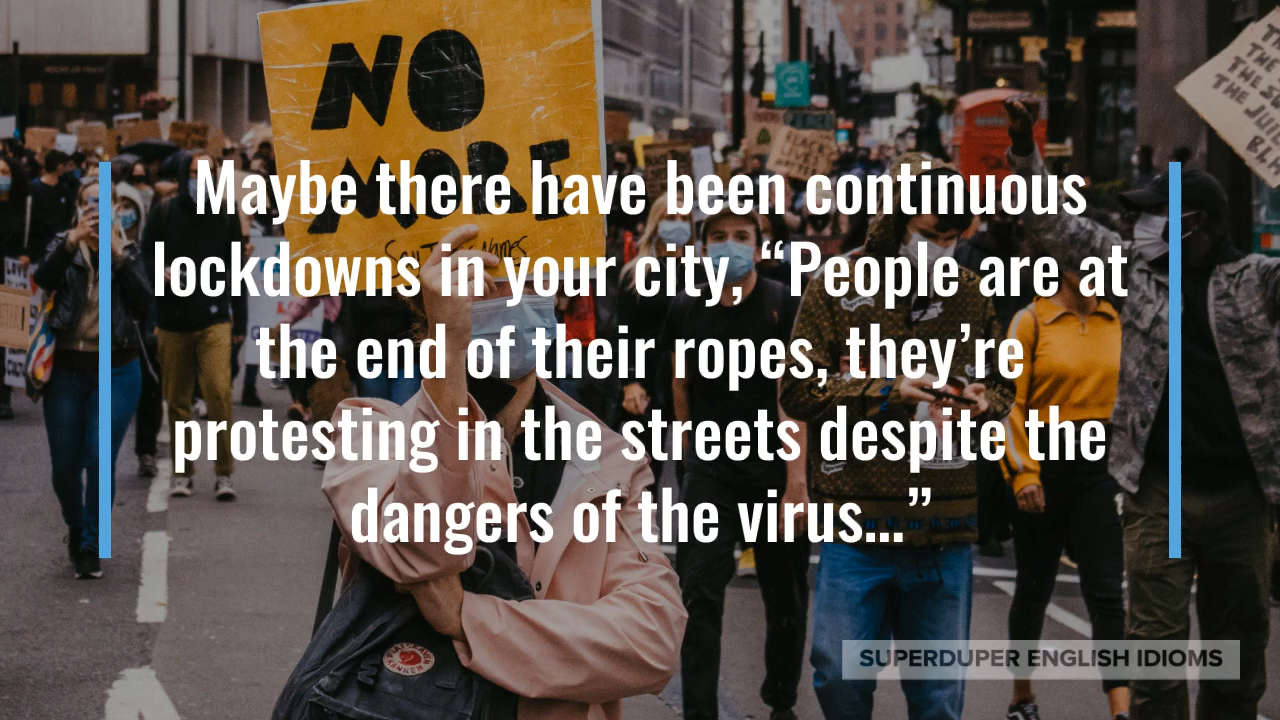 NO
MORE
Maybe there have been continuous
lockdowns in your city, “People are at
the end of their ropes, they’re
protesting in the streets despite the
dangers of the virus...”
SUPERDUPER ENGLISH IDIOMS